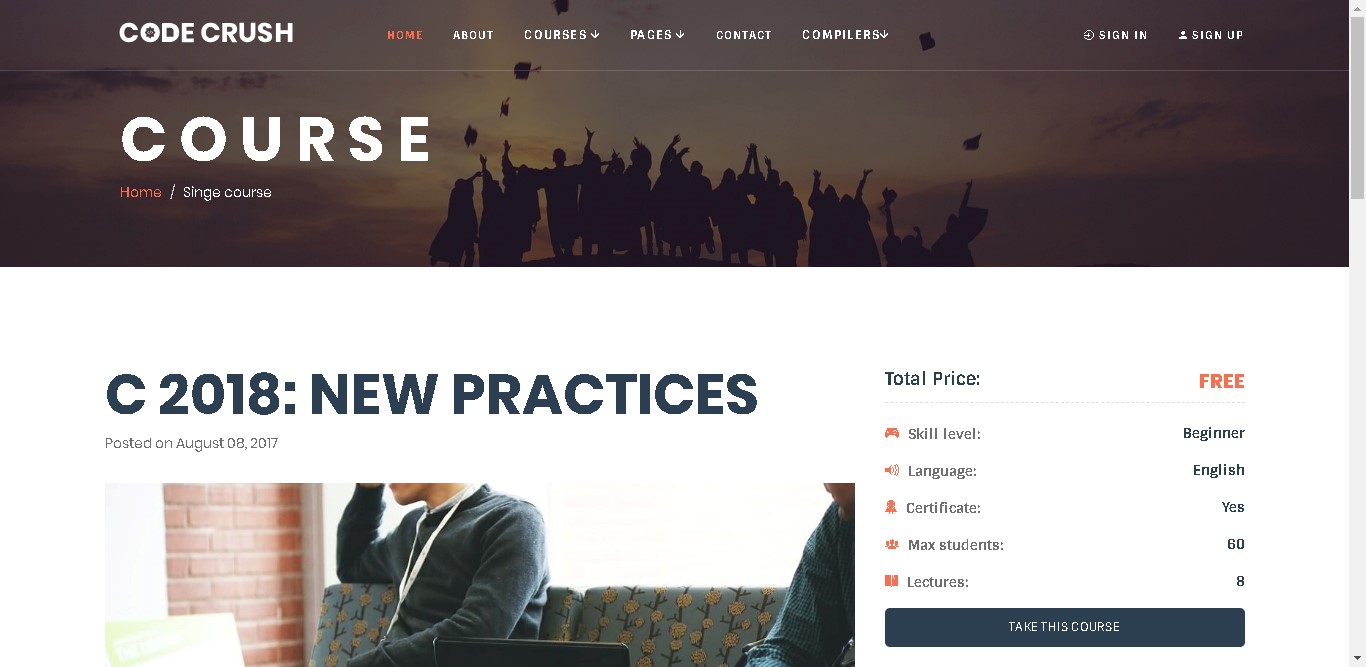 CODE CRUSH
HOME ABOUT COURSES PAGES CONTACT COMPILERS SIGN IN SIGN UP
COURSE
Home / Singe course
C 2018: NEW PRACTICES
Posted on August 08, 2017
Total Price: FREE
Skill level: Beginner
Language: English
Certificate: Yes
Max students: 60
Lectures: 8
TAKE THIS COURSE